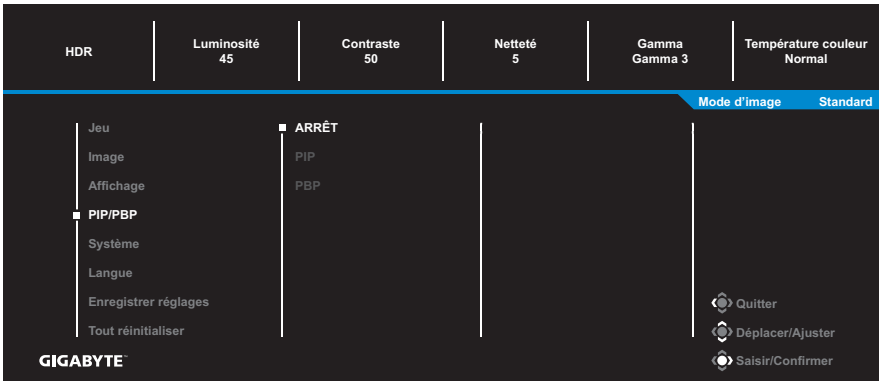 HDR
Luminosité
45
Contraste
50
Netteté
5
Gamma
Gamma 3
Température couleur
Normal
Mode d'image Standard
Jeu
Image
Affichage
PIP/PBP
Système
Langue
Enregistrer réglages
Tout réinitialiser
ARRÊT
PIP
PBP
Quitter
Déplacer/Ajuster
Saisir/Confirmer
GIGABYTE™